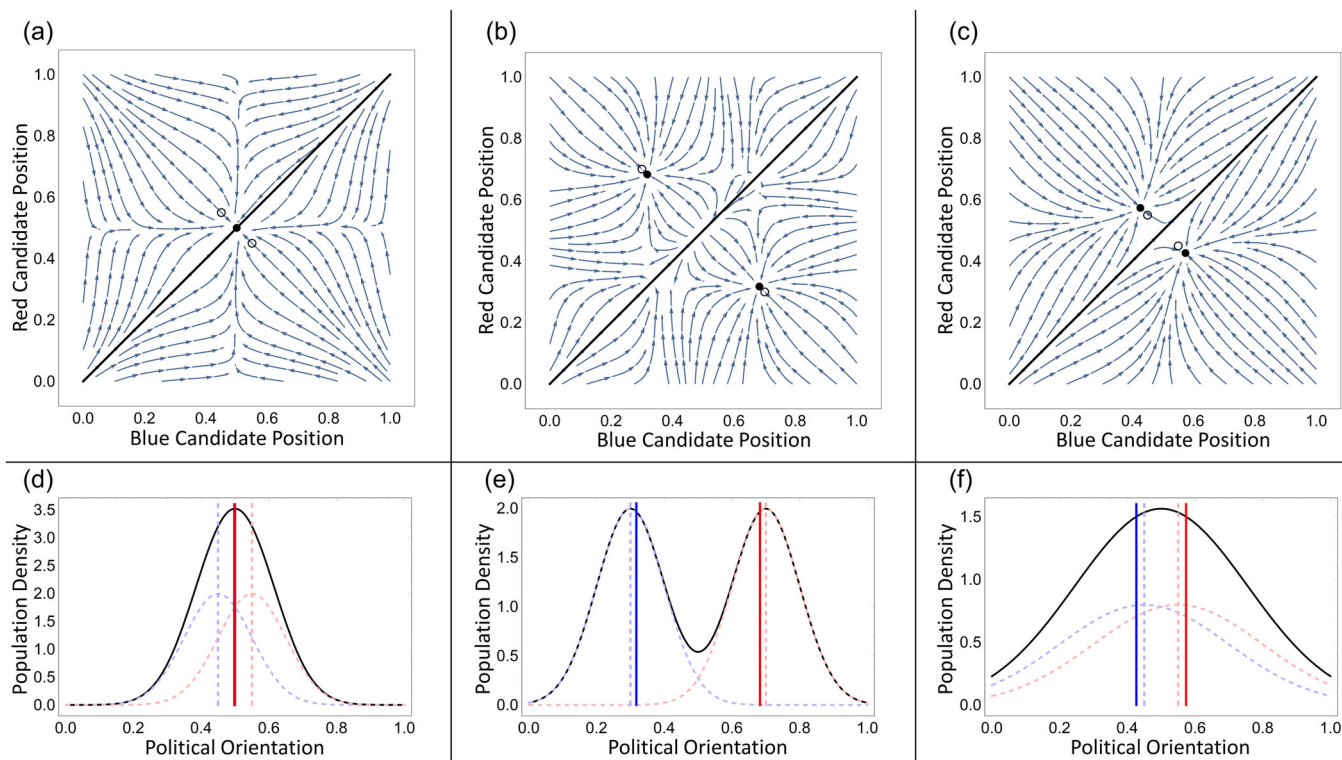 (a)
1.0
0.8
0.6
0.4
0.2
0.0
Red Candidate Position
0.0 0.2 0.4 0.6 0.8 1.0
Blue Candidate Position
(b)
1.0
0.8
0.6
0.4
0.2
0.0
Red Candidate Position
0.0 0.2 0.4 0.6 0.8 1.0
Blue Candidate Position
(c)
1.0
0.8
0.6
0.4
0.2
0.0
Red Candidate Position
0.0 0.2 0.4 0.6 0.8 1.0
Blue Candidate Position
(d)
3.5
3.0
2.5
2.0
1.5
1.0
0.5
0.0
Population Density
0.0 0.2 0.4 0.6 0.8 1.0
Political Orientation
(e)
2.0
1.5
1.0
0.5
0.0
Population Density
0.0 0.2 0.4 0.6 0.8 1.0
Political Orientation
(f)
1.5
1.0
0.5
0.0
Population Density
0.0 0.2 0.4 0.6 0.8 1.0
Political Orientation